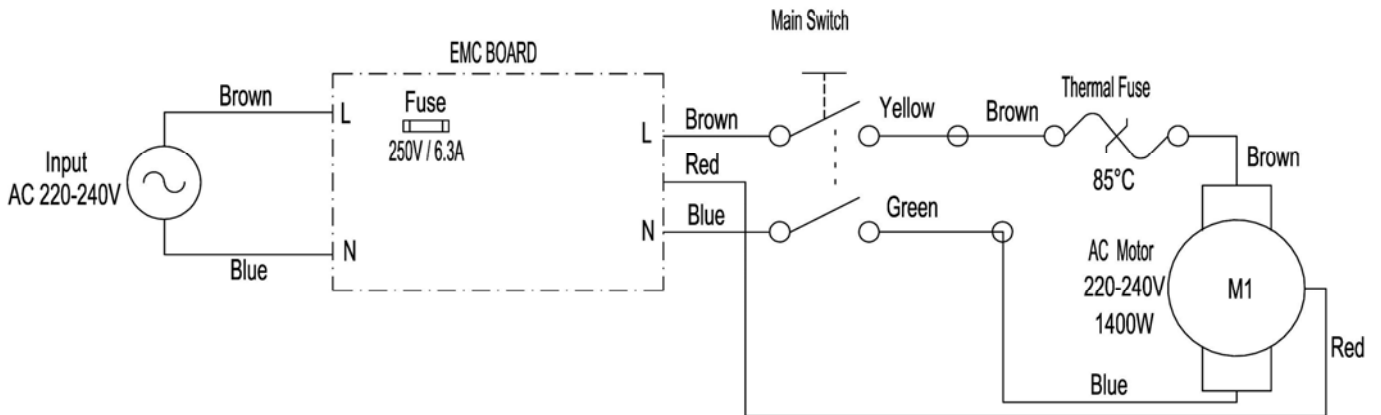 Main Switch
EMC BOARD
Brown
L
Fuse
250V / 6.3A
L
Brown
Yellow
Brown
Thermal Fuse
85°C
Brown
Input
AC 220-240V
Red
N
Blue
N
Blue
Green
AC Motor
220-240V
1400W
M1
Red
Blue